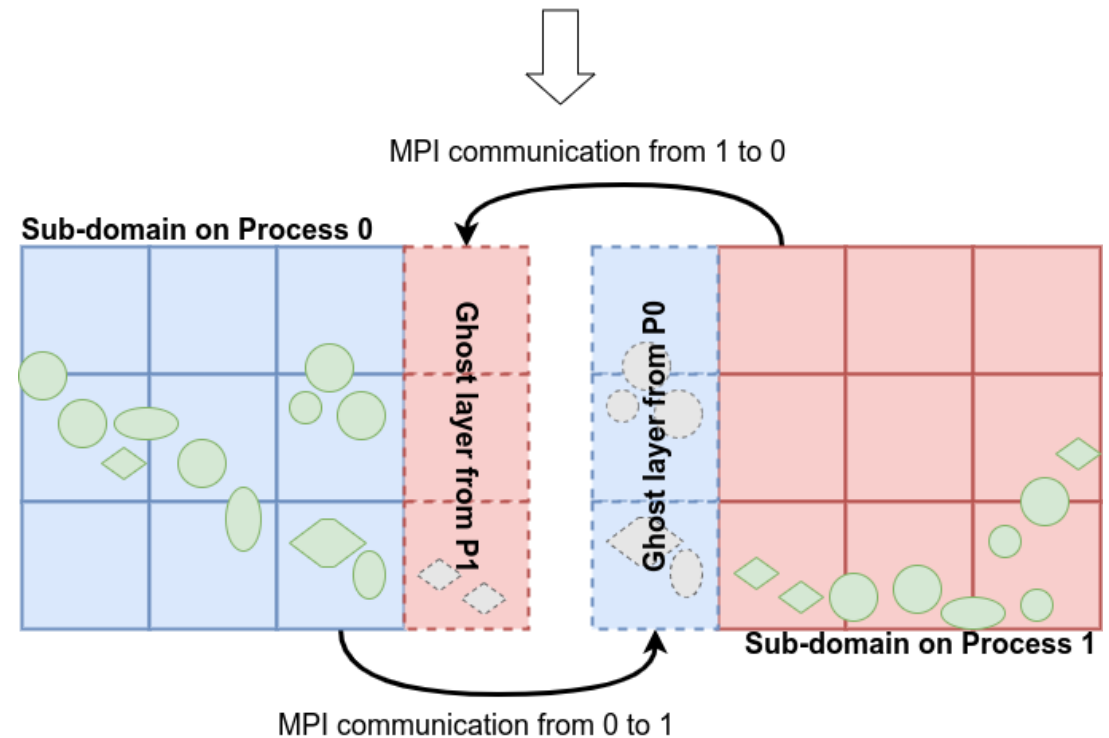 MPI communication from 1 to 0
Sub-domain on Process 0
Ghost layer from P1
Ghost layer from P0
Sub-domain on Process 1
MPI communication from 0 to 1